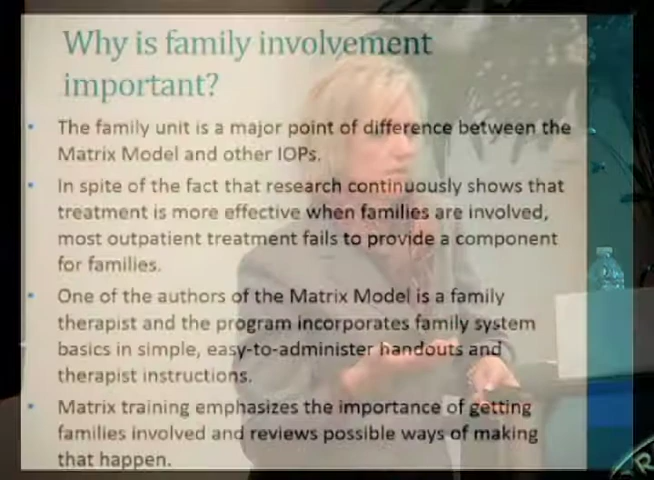 Why is family involvement
important?
• The family unit is a major point of difference between the
Matrix Model and other IOPs.
• In spite of the fact that research continuously shows that
treatment is more effective when families are involved,
most outpatient treatment fails to provide a component
for families.
• One of the authors of the Matrix Model is a family
therapist and the program incorporates family system
basics in simple, easy-to-administer handouts and
therapist instructions.
• Matrix training emphasizes the importance of getting
families involved and reviews possible ways of making
that happen.